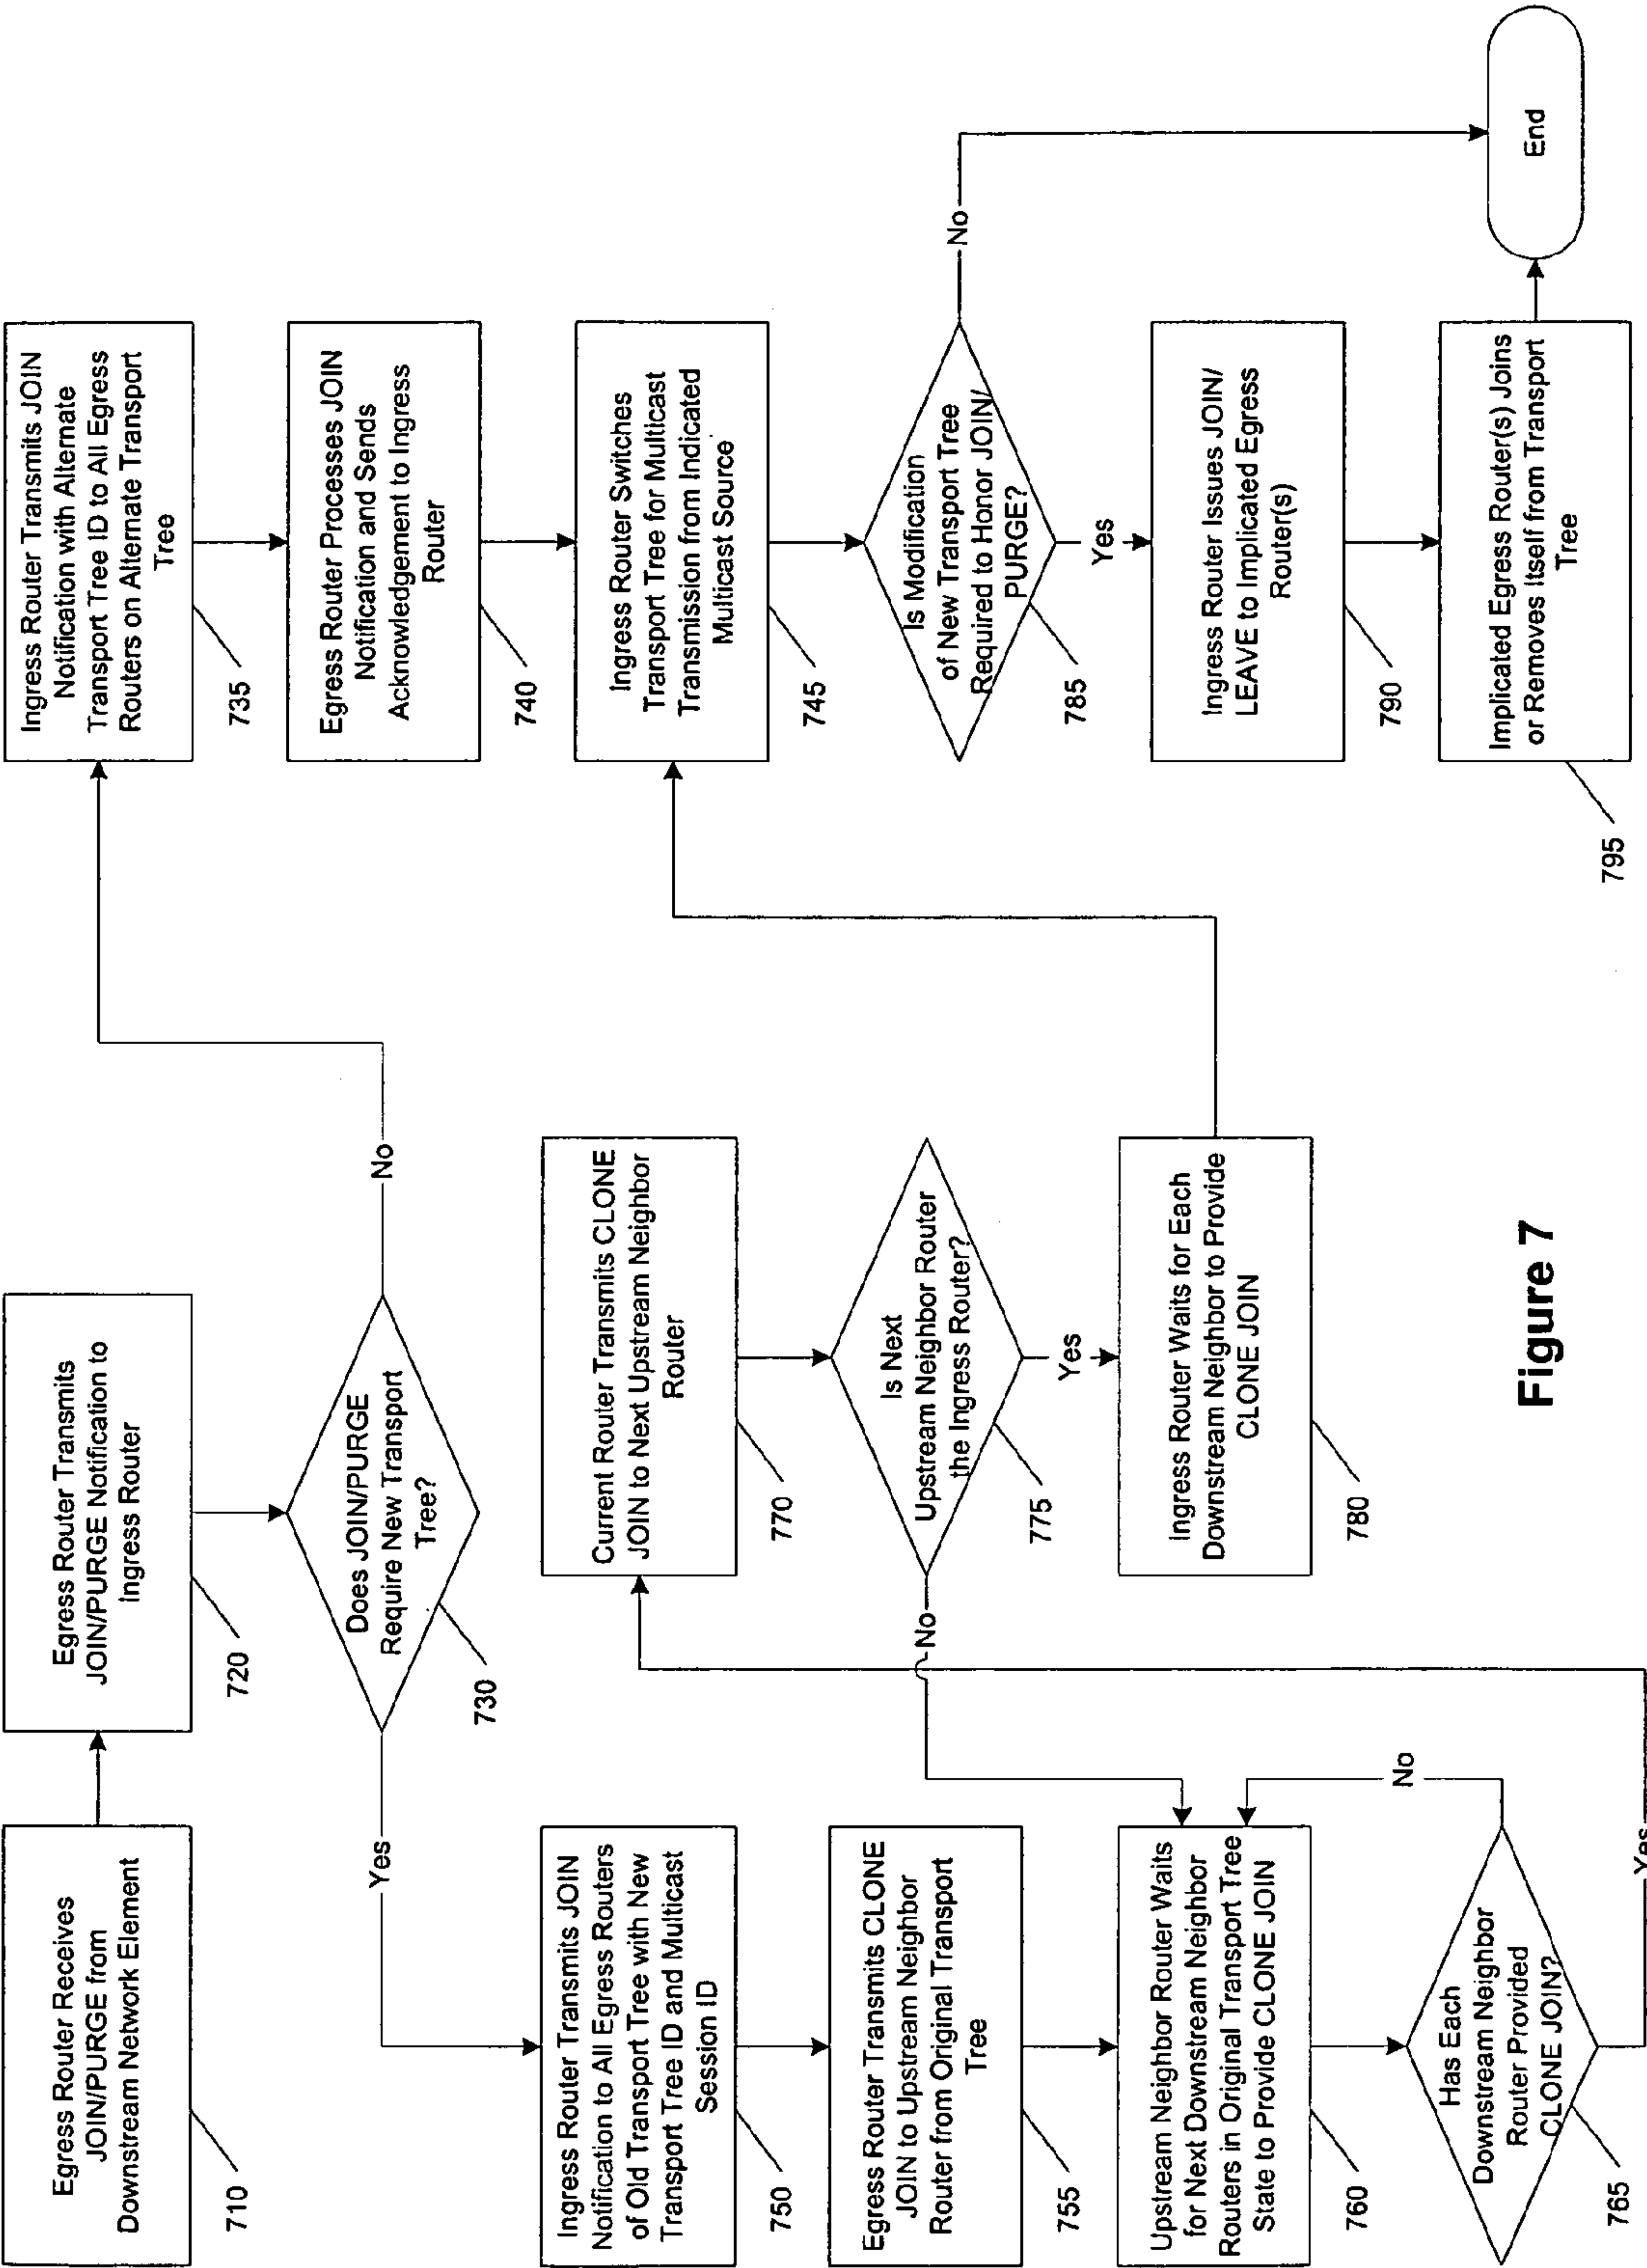 Egress Router Receives
JOIN/PURGE from
Downstream Network Element
710
Egress Router Transmits
JOIN/PURGE Notification to
Ingress Router
720
Does JOIN/PURGE
Require New Transport
Tree?
730
Yes
No
Ingress Router Transmits JOIN
Notification with Alternate
Transport Tree ID to All Egress
Routers on Alternate Transport
Tree
735
Egress Router Processes JOIN
Notification and Sends
Acknowledgement to Ingress
Router
740
Ingress Router Switches
Transport Tree for Multicast
Transmission from Indicated
Multicast Source
745
Ingress Router Transmits JOIN
Notification to All Egress Routers
of Old Transport Tree with New
Transport Tree ID and Multicast
Session ID
750
Egress Router Transmits CLONE
JOIN to Upstream Neighbor
Router from Original Transport
Tree
755
Upstream Neighbor Router Waits
for Next Downstream Neighbor
Routers in Original Transport Tree
State to Provide CLONE JOIN
760
Has Each
Downstream Neighbor
Router Provided
CLONE JOIN?
765
No
Yes
Current Router Transmits CLONE
JOIN to Next Upstream Neighbor
Router
770
Is Next
Upstream Neighbor Router
the Ingress Router?
775
No
Yes
Ingress Router Waits for Each
Downstream Neighbor to Provide
CLONE JOIN
780
Is Modification
of New Transport Tree
Required to Honor JOIN/
PURGE?
785
No
Yes
Ingress Router Issues JOIN/
LEAVE to Implicated Egress
Router(s)
790
Implicated Egress Router(s) Joins
or Removes Itself from Transport
Tree
795
End
Figure 7